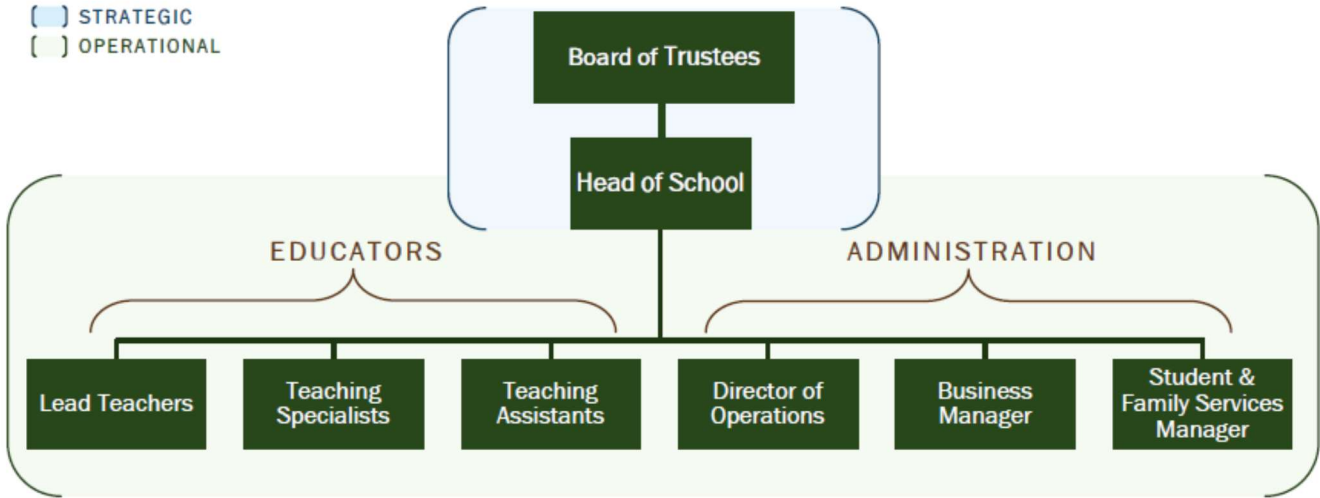 STRATEGIC
OPERATIONAL
Board of Trustees
Head of School
EDUCATORS
ADMINISTRATION
Lead Teachers
Teaching
Specialists
Teaching
Assistants
Director of
Operations
Business
Manager
Student &
Family Services
Manager